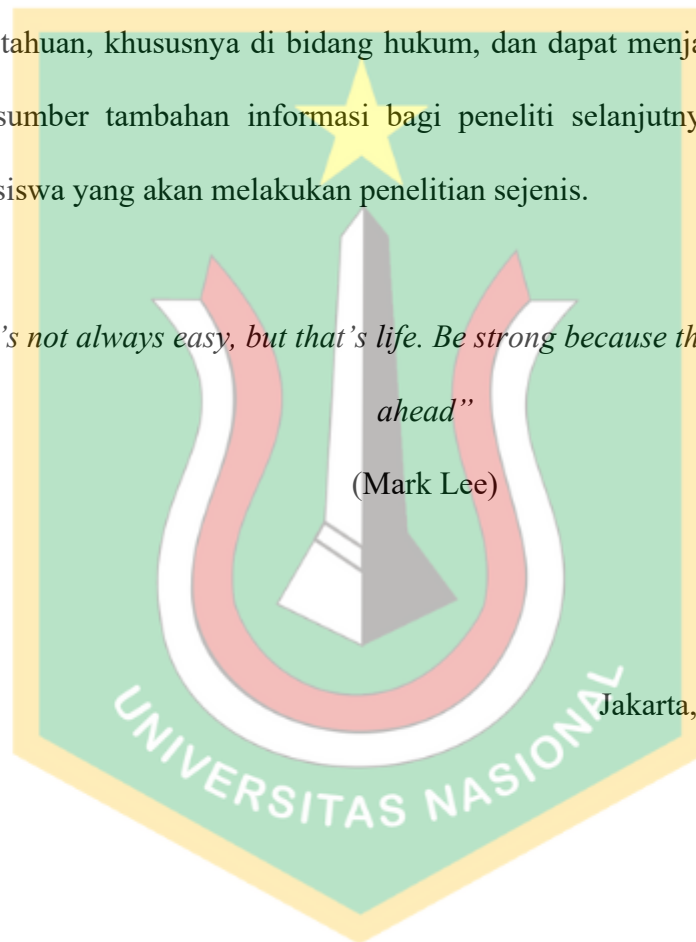 tahuan, khususnya di bidang hukum, dan dapat menja
sumber tambahan informasi bagi peneliti selanjutny
siswa yang akan melakukan penelitian sejenis.
’s not always easy, but that’s life. Be strong because th
ahead”
(Mark Lee)
Jakarta,
UNIVERSITAS NASIONAL